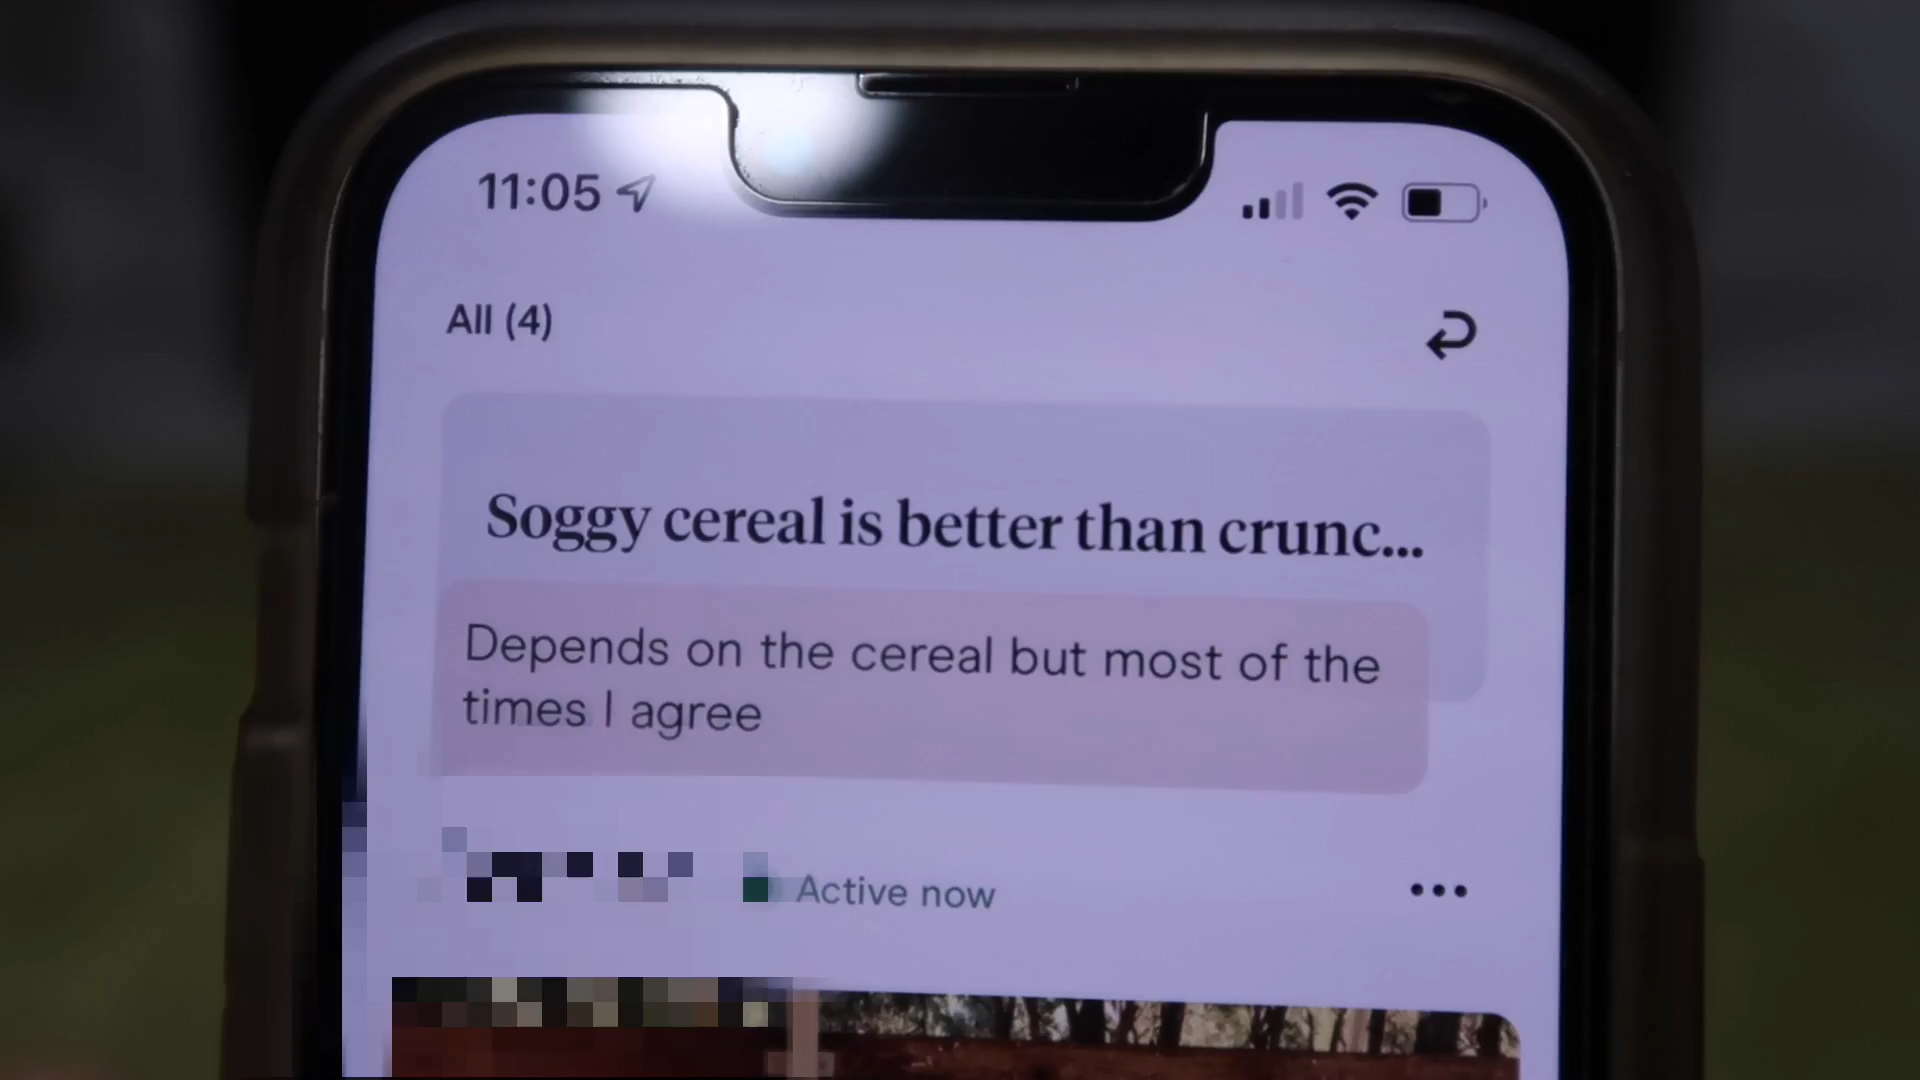 11:05
All (4)
Soggy cereal is better than crunc...
Depends on the cereal but most of the
times I agree
Active now